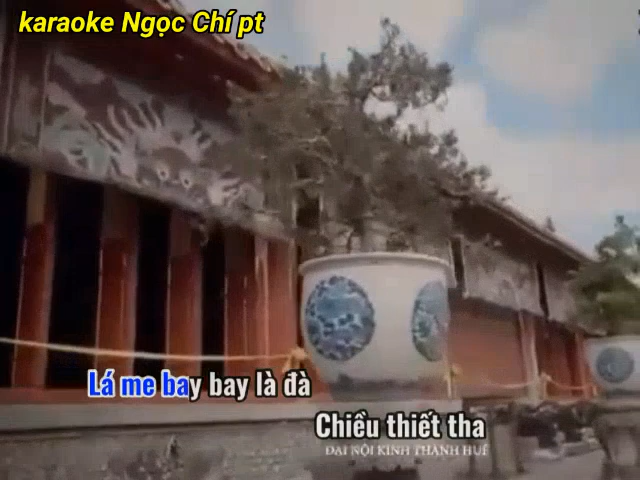 karaoke Ngọc Chí pt
Lá me bay bay là đà
Chiều thiết tha
ĐẠI NỘI KINH THÀNH HUẾ